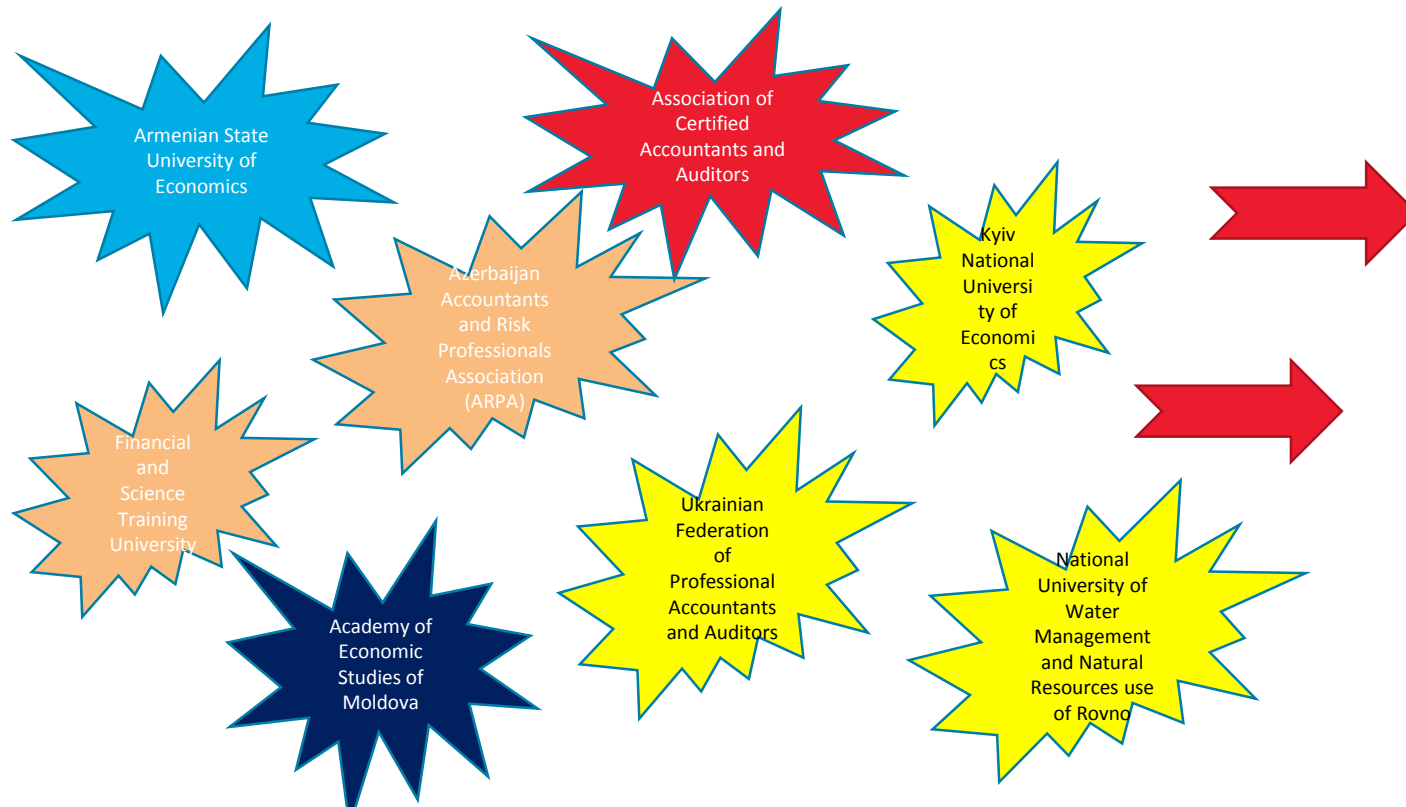 Armenian State
University of
Economics
Association of
Certified
Accountants and
Auditors
Azerbaijan
Accountants
and Risk
Professionals
Association
(ARPA)
Kyiv
National
Universi
ty of
Economi
cs
Financial
and
Science
Training
University
Ukrainian
Federation
of
Professional
Accountants
and Auditors
National
University of
Water
Management
and Natural
Resources use
of Rovno
Academy of
Economic
Studies of
Moldova